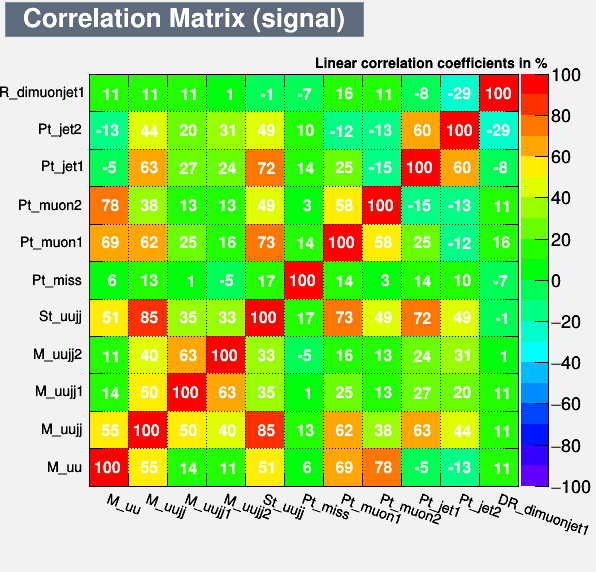 Correlation Matrix (signal)
Linear correlation coefficients in %
R_dimuonjet1 11 11 11 1 -1 -7 16 11 -8 -29 100
Pt_jet2 -13 44 20 31 49 10 -12 -13 60 100 -29
Pt_jet1 -5 63 27 24 72 14 25 -15 100 60 -8
Pt_muon2 78 38 13 13 49 3 58 100 -15 -13 11
Pt_muon1 69 62 25 16 73 14 100 58 25 -12 16
Pt_miss 6 13 1 -5 17 100 14 3 14 10 -7
St_uujj 51 85 35 33 100 17 73 49 72 49 -1
M_uujj2 11 40 63 100 33 -5 16 13 24 31 1
M_uujj1 14 50 100 63 35 1 25 13 27 20 11
M_uujj 55 100 50 40 85 13 62 38 63 44 11
M_uu 100 55 14 11 51 6 69 78 -5 -13 11
M_uu M_uujj M_uujj1 M_uujj2 St_uujj Pt_miss Pt_muon1 Pt_muon2 Pt_jet1 Pt_jet2 DR_dimuonjet1
100
80
60
40
20
0
−20
−40
−60
−80
−100